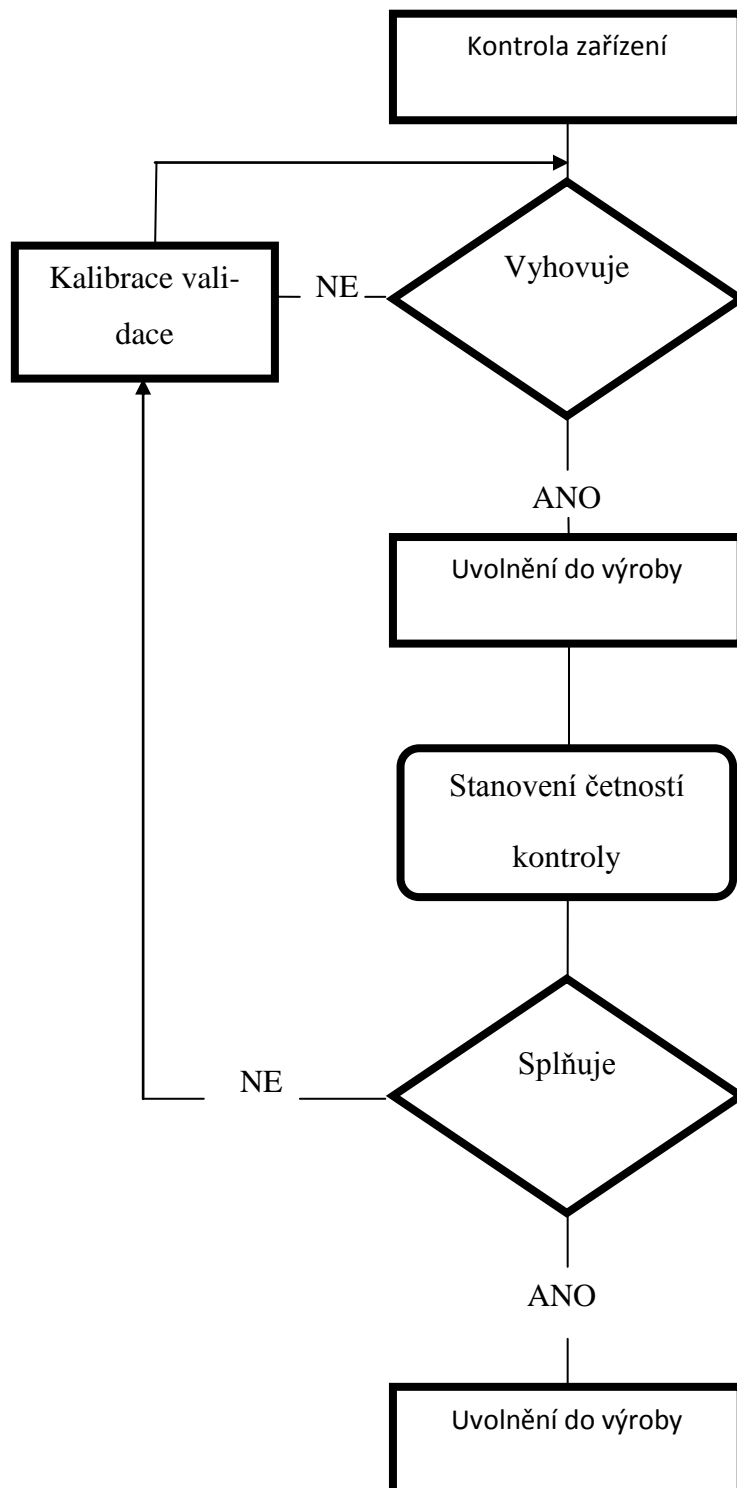 Kontrola zařízení
Vyhovuje
Kalibrace vali-
dace
NE
ANO
Uvolnění do výroby
Stanovení četností
kontroly
Splňuje
NE
ANO
Uvolnění do výroby